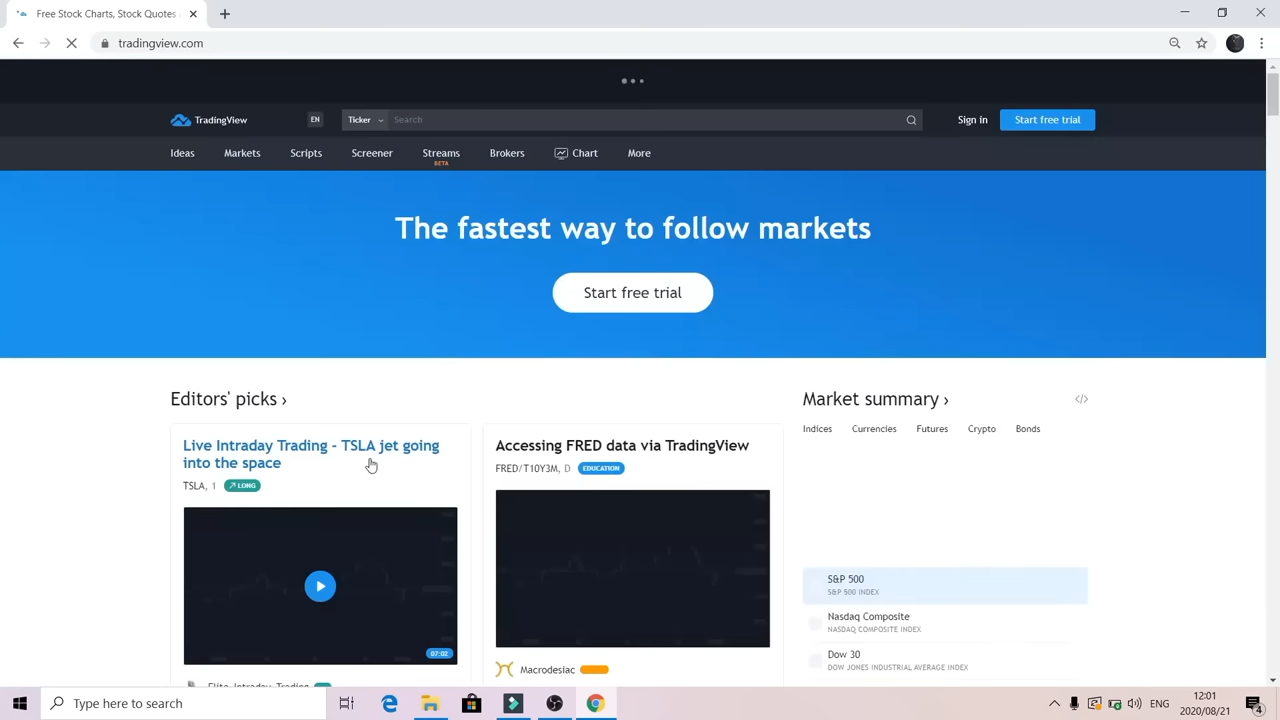 Free Stock Charts, Stock Quotes
tradingview.com
TradingView
EN
Ticker
Search
Sign in
Start free trial
Ideas
Markets
Scripts
Screener
Streams
BETA
Brokers
Chart
More
The fastest way to follow markets
Start free trial
Editors' picks ›
Live Intraday Trading - TSLA jet going
into the space
TSLA, 1
LONG
07:02
Accessing FRED data via TradingView
FRED/T10Y3M, D
EDUCATION
Macrodesiac
Market summary ›
</>
Indices
Currencies
Futures
Crypto
Bonds
S&P 500
S&P 500 INDEX
Nasdaq Composite
NASDAQ COMPOSITE INDEX
Dow 30
DOW JONES INDUSTRIAL AVERAGE INDEX
Elite_Intraday_Trading
Type here to search
ENG
12:01
2020/08/21
4